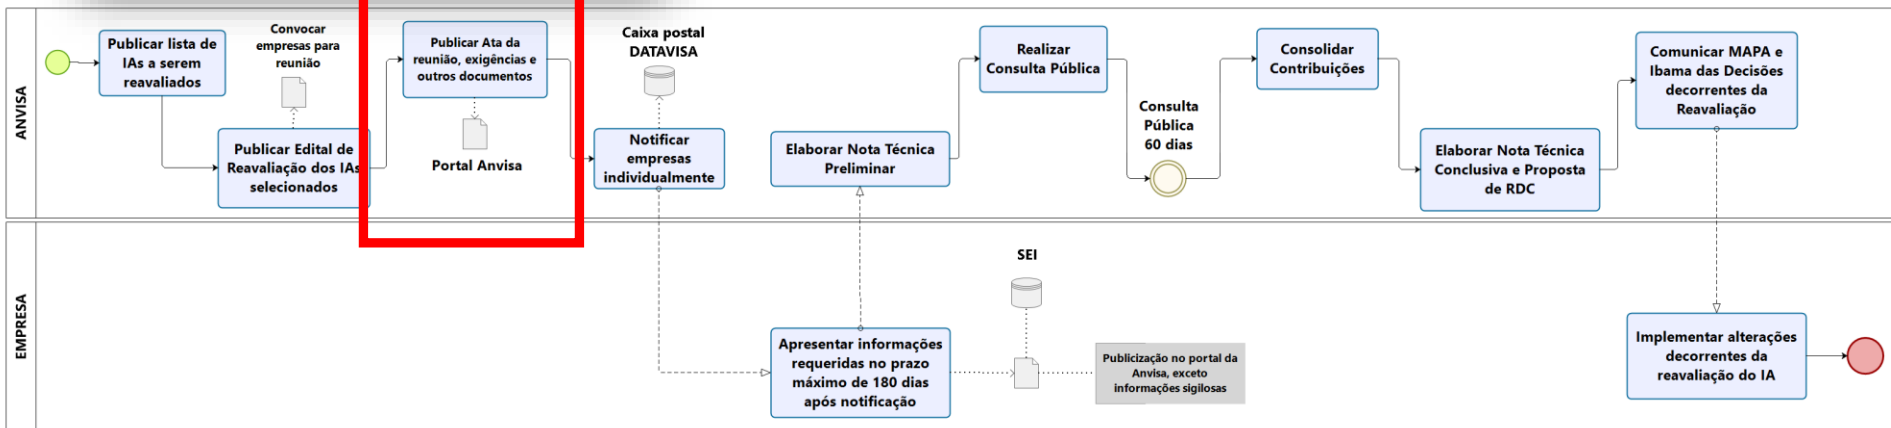 ANVISA
Publicar lista de
IAs a serem
reavaliados
Convocar
empresas para
reunião
Publicar Edital de
Reavaliação dos IAs
selecionados
Publicar Ata da
reunião, exigências e
outros documentos
Portal Anvisa
Caixa postal
DATAVISA
Notificar
empresas
individualmente
Elaborar Nota Técnica
Preliminar
Realizar
Consulta Pública
Consulta
Pública
60 dias
Consolidar
Contribuições
Elaborar Nota Técnica
Conclusiva e Proposta
de RDC
Comunicar MAPA e
Ibama das Decisões
decorrentes da
Reavaliação
EMPRESA
Apresentar informações
requeridas no prazo
máximo de 180 dias
após notificação
SEI
Publicização no portal da
Anvisa, exceto
informações sigilosas
Implementar alterações
decorrentes da
reavaliação do IA